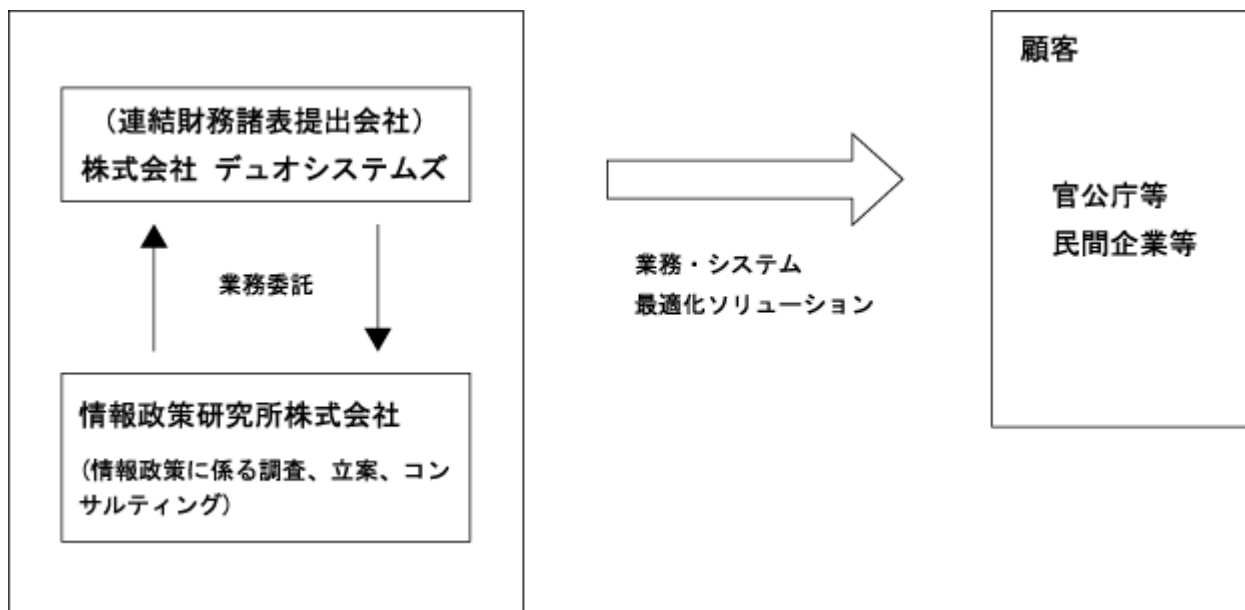 （連結財務諸表提出会社）
株式会社 デュオシステムズ
業務委託
情報政策研究所株式会社
(情報政策に係る調査、立案、コン
サルティング)
業務・システム
最適化ソリューション
顧客
官公庁等
民間企業等